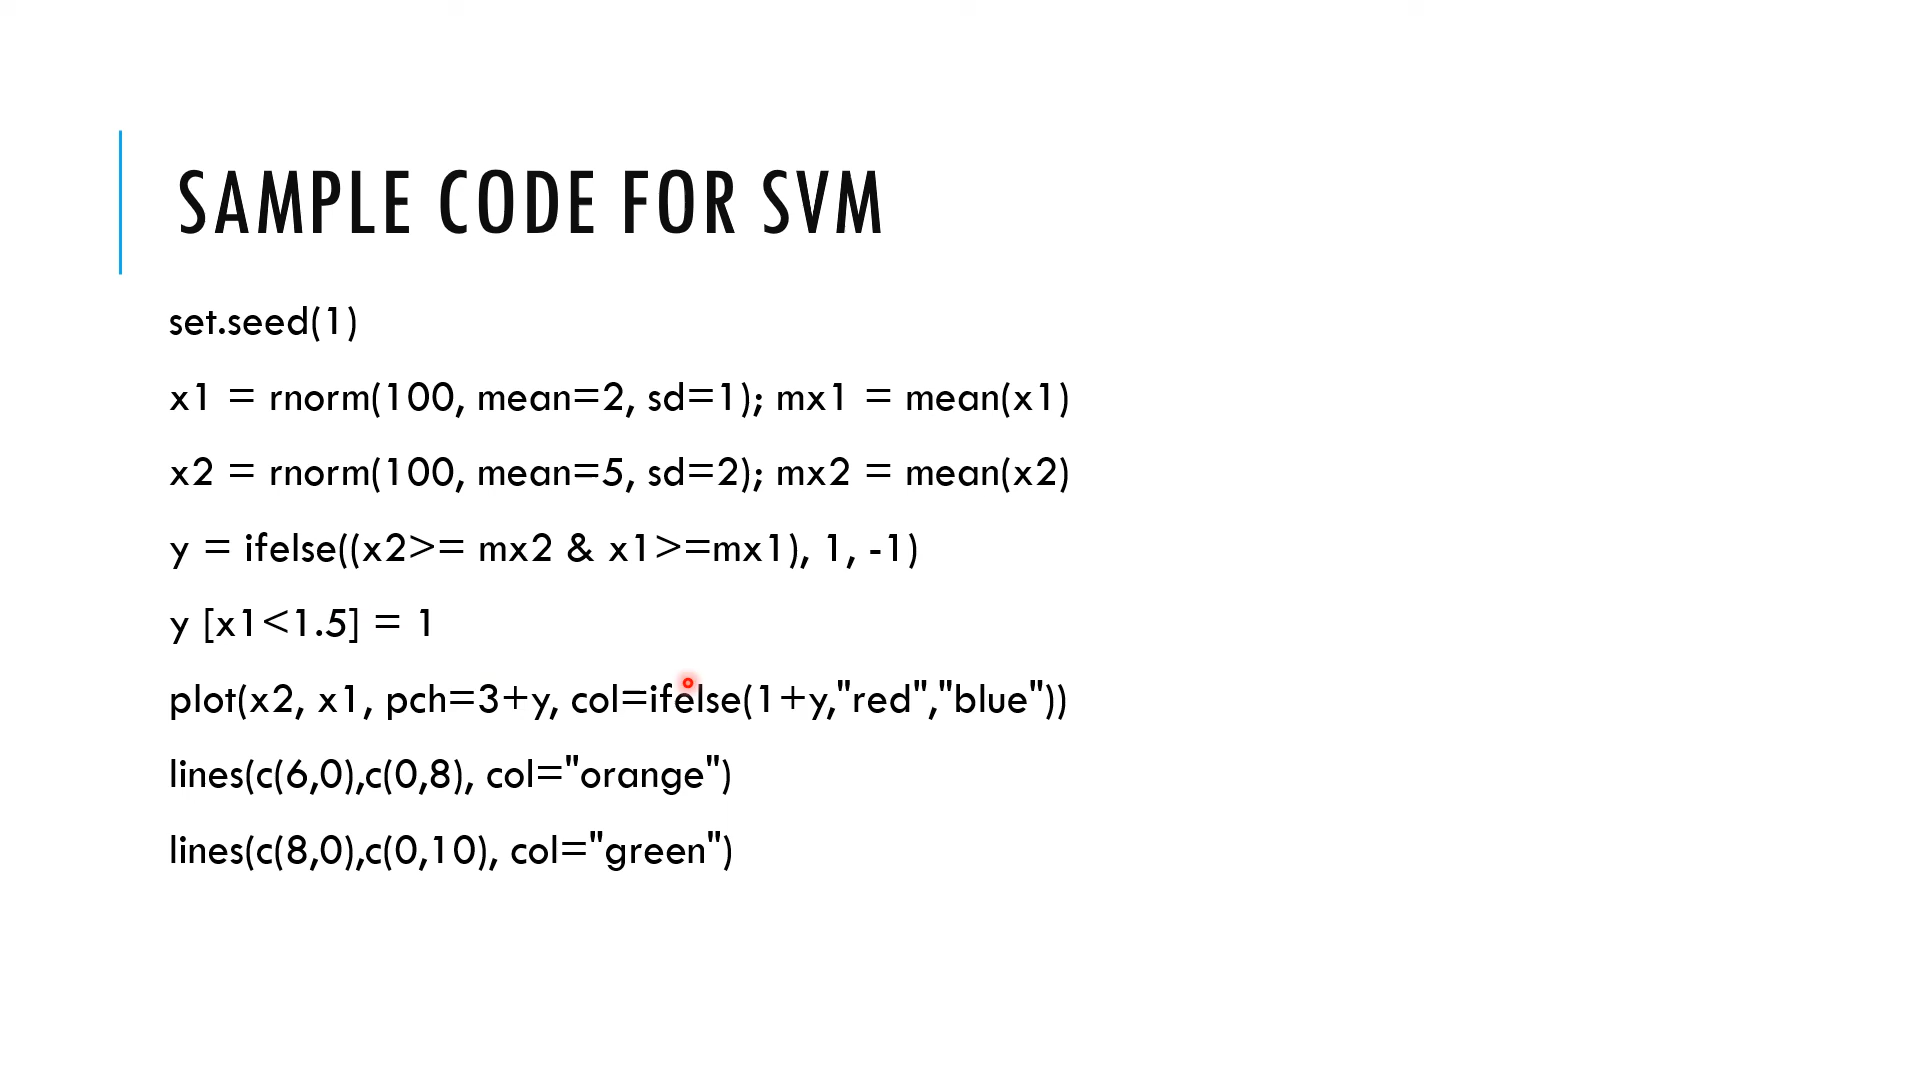 SAMPLE CODE FOR SVM
set.seed(1)
x1 = rnorm(100, mean=2, sd=1); mx1 = mean(x1)
x2 = rnorm(100, mean=5, sd=2); mx2 = mean(x2)
y = ifelse((x2>= mx2 & x1>=mx1), 1, -1)
y [x1<1.5] = 1
plot(x2, x1, pch=3+y, col=ifelse(1+y,"red","blue"))
lines(c(6,0),c(0,8), col="orange")
lines(c(8,0),c(0,10), col="green")